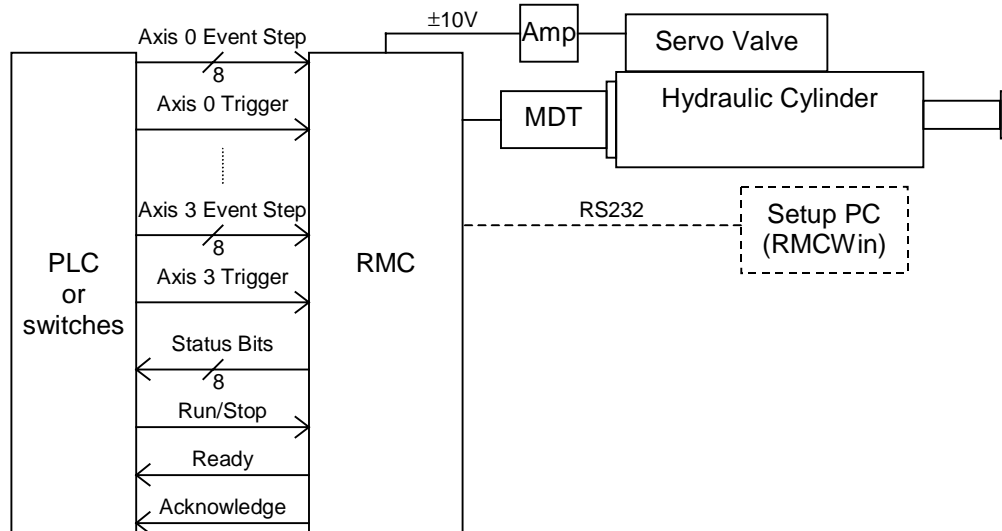 Axis 0 Event Step
8
Axis 0 Trigger
Axis 3 Event Step
8
Axis 3 Trigger
Status Bits
8
Run/Stop
Ready
Acknowledge
PLC
or
switches
RMC
±10V
Amp
Servo Valve
MDT
Hydraulic Cylinder
RS232
Setup PC
(RMCWin)